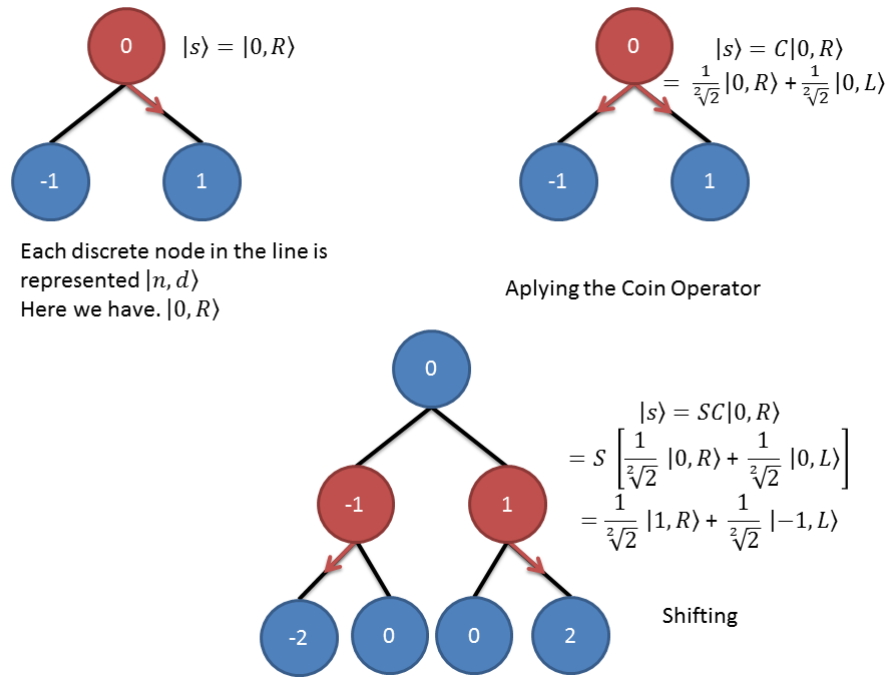 0
|s⟩ = |0, R⟩
-1
1
Each discrete node in the line is
represented |n, d⟩
Here we have. |0, R⟩
0
|s⟩ = C|0, R⟩
= 1/²√2 |0, R⟩ + 1/²√2 |0, L⟩
-1
1
Aplying the Coin Operator
0
-1
1
-2
0
0
2
|s⟩ = SC|0, R⟩
= S [1/²√2 |0, R⟩ + 1/²√2 |0, L⟩]
= 1/²√2 |1, R⟩ + 1/²√2 |−1, L⟩
Shifting